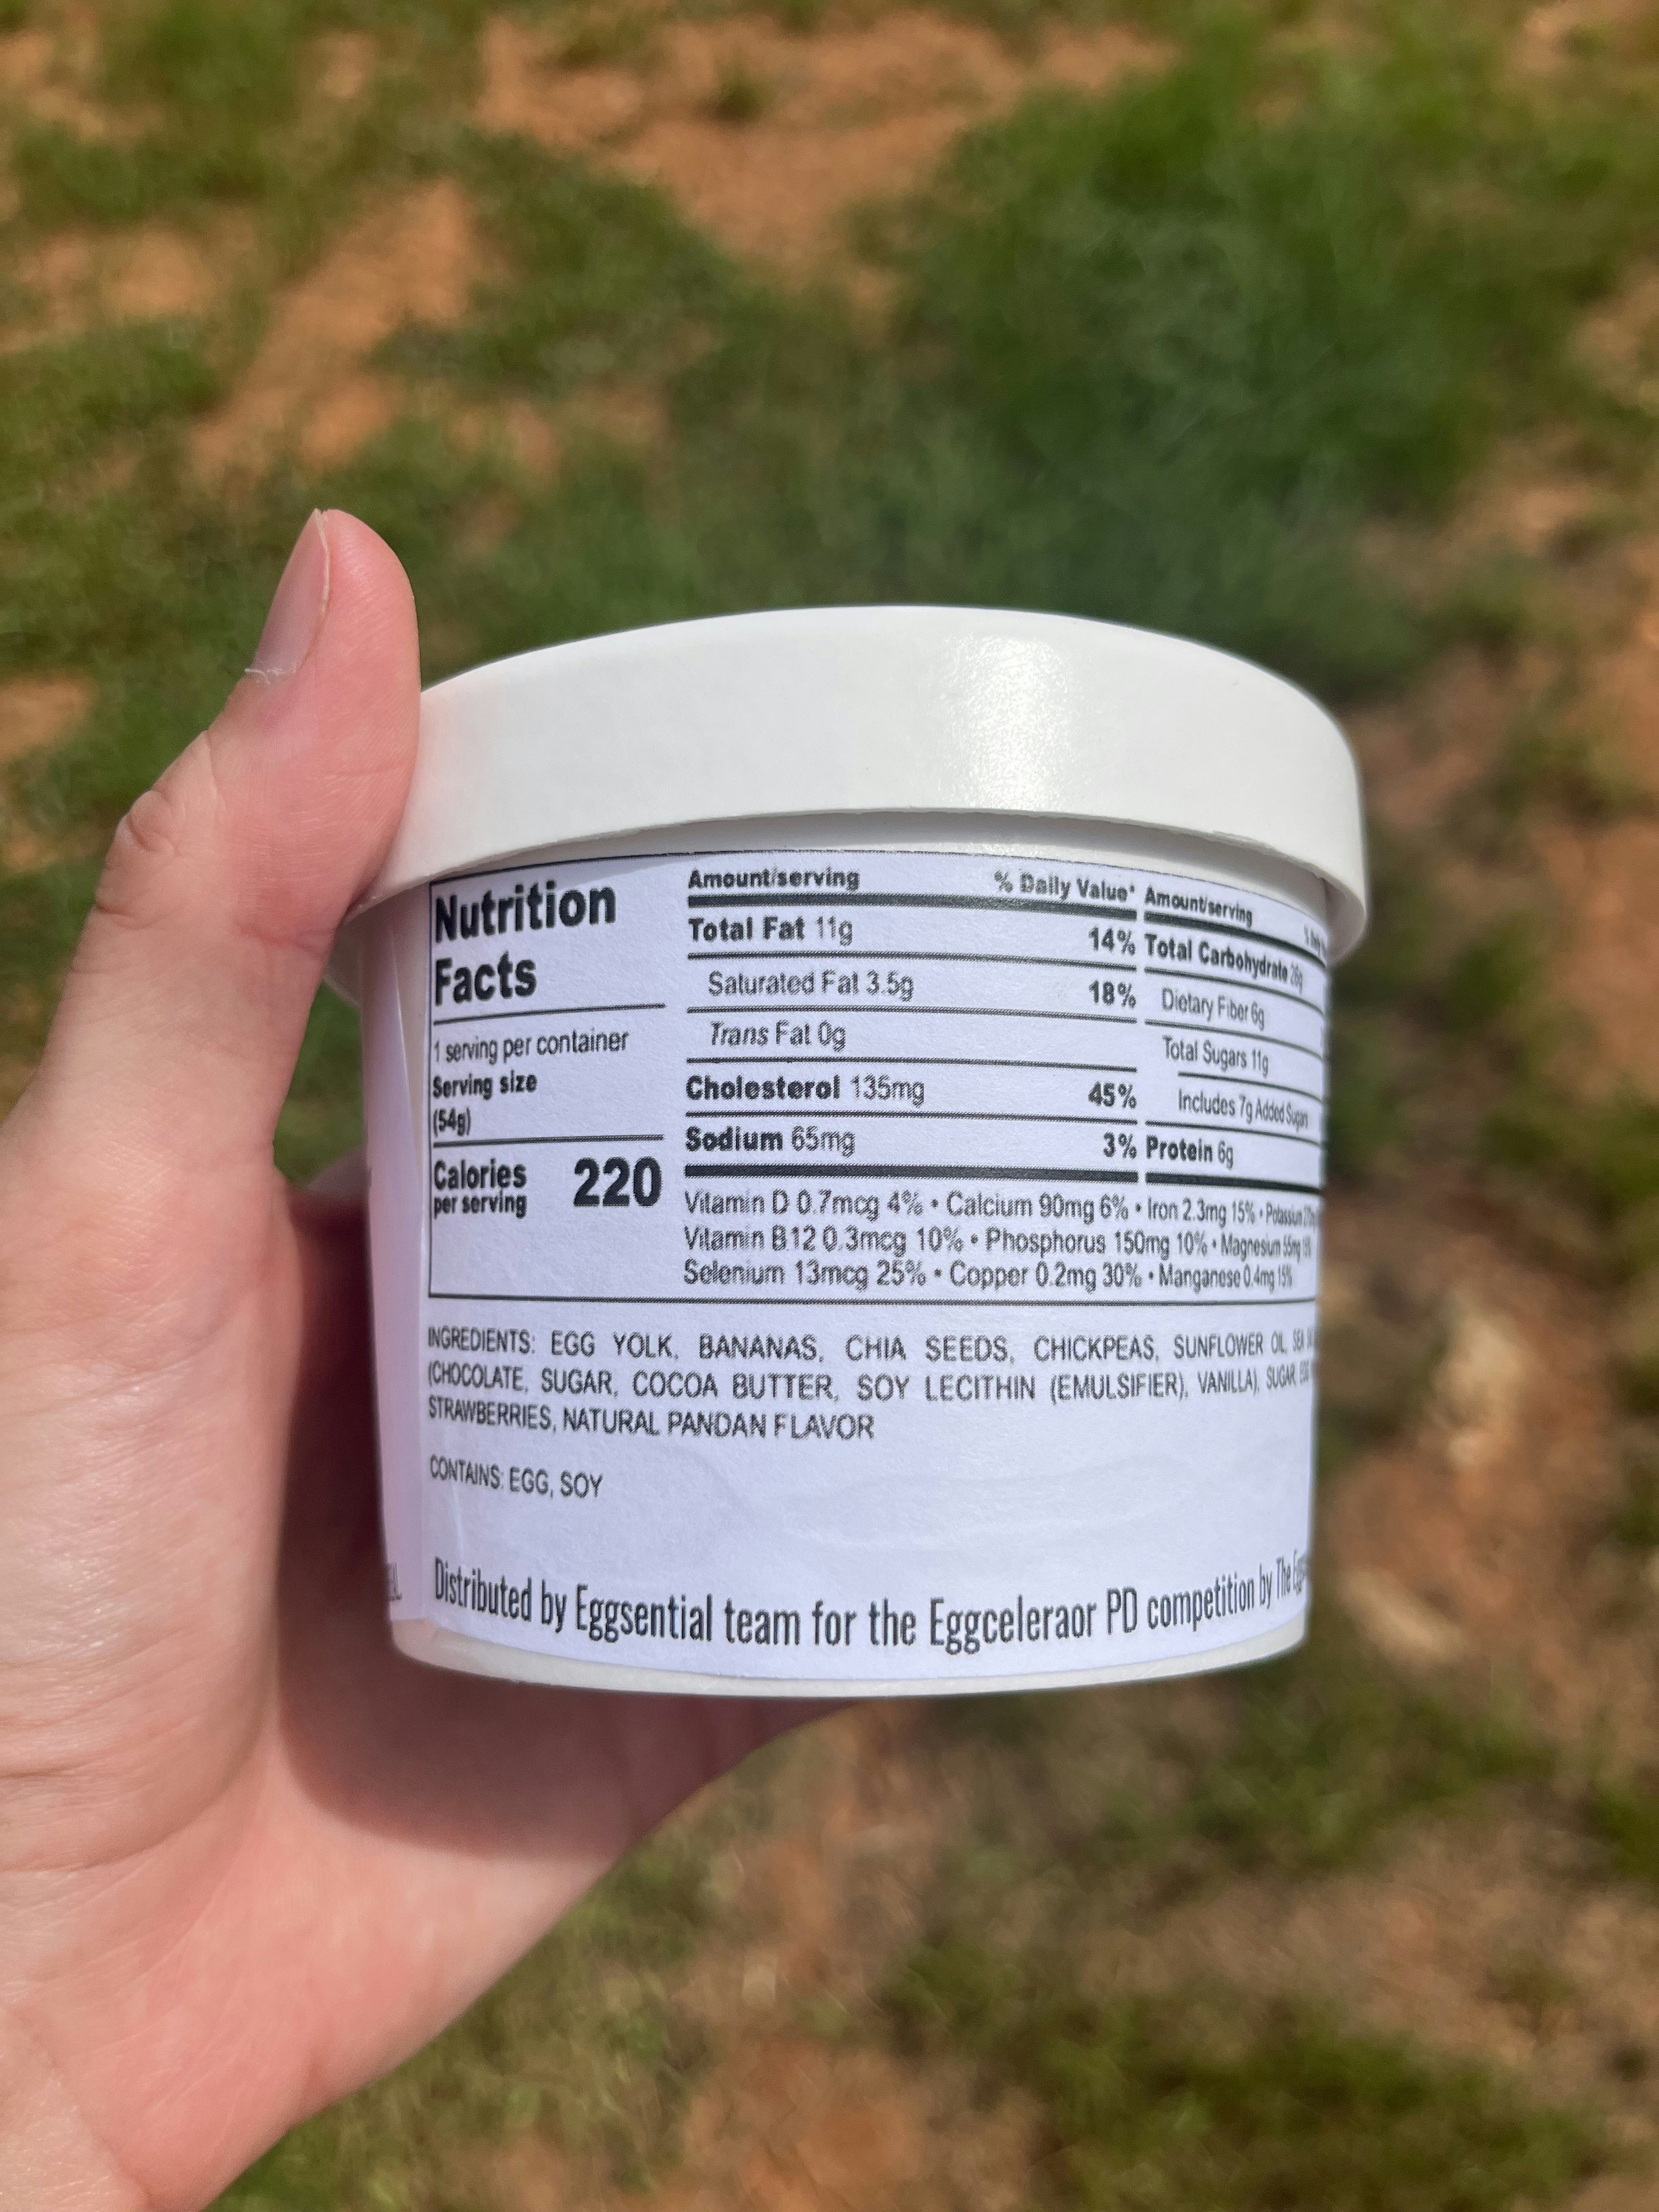 Nutrition
Facts
1 serving per container
Serving size
(54g)
Calories
per serving
220
Amount/serving % Daily Value*
Total Fat 11g 14%
Saturated Fat 3.5g 18%
Trans Fat 0g
Cholesterol 135mg 45%
Sodium 65mg 3%
Amount/serving
Total Carbohydrate
Dietary Fiber 6g
Total Sugars 11g
Includes 7g Added Sugars
Protein 6g
Vitamin D 0.7mcg 4% • Calcium 90mg 6% • Iron 2.3mg 15% • Potassium
Vitamin B12 0.3mcg 10% • Phosphorus 150mg 10% • Magnesium 55mg
Selenium 13mcg 25% • Copper 0.2mg 30% • Manganese 0.4mg 15%
INGREDIENTS: EGG YOLK, BANANAS, CHIA SEEDS, CHICKPEAS, SUNFLOWER OIL, SEA
(CHOCOLATE, SUGAR, COCOA BUTTER, SOY LECITHIN (EMULSIFIER), VANILLA), SUGAR,
STRAWBERRIES, NATURAL PANDAN FLAVOR
CONTAINS: EGG, SOY
Distributed by Eggsential team for the Eggceleraor PD competition by The